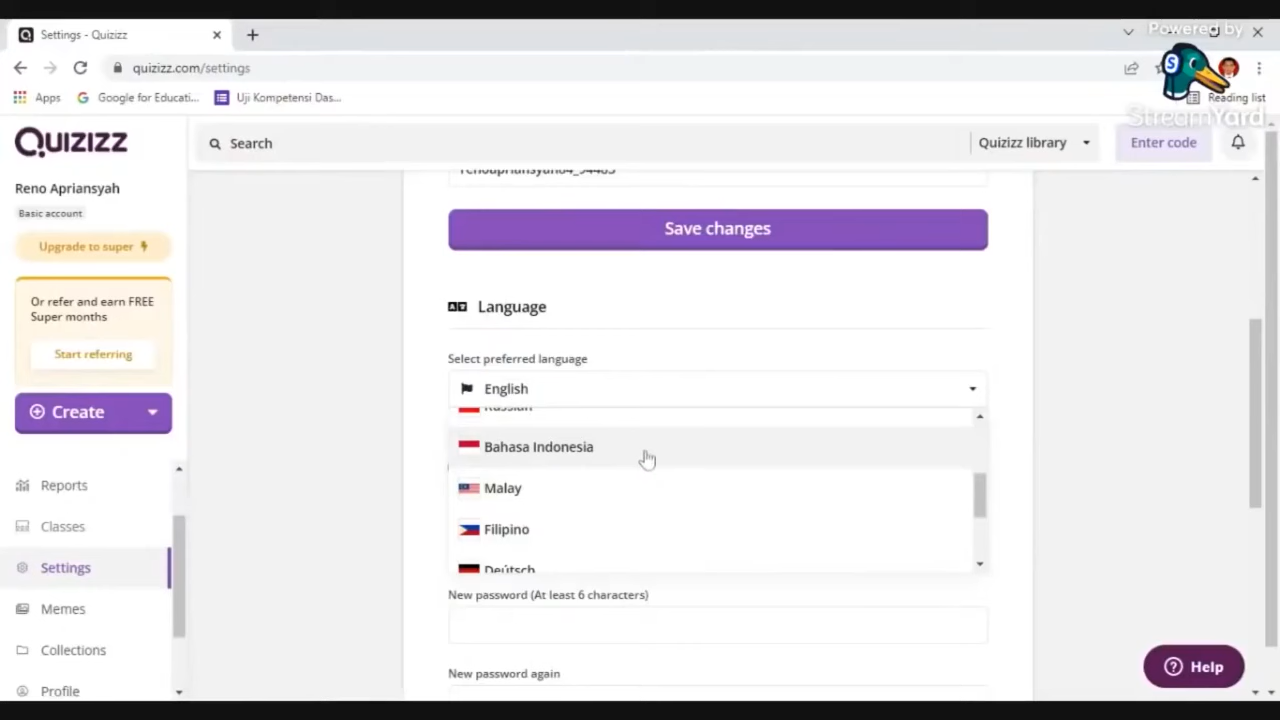 Settings - Quizizz
Powered by
quizizz.com/settings
Apps
Google for Educati...
Uji Kompetensi Das...
Reading list
StreamYard
QUIZIZZ
Search
Quizizz library
Enter code
Reno Apriansyah
Basic account
Upgrade to super
Or refer and earn FREE
Super months
Start referring
Create
Reports
Classes
Settings
Memes
Collections
Profile
Save changes
Language
Select preferred language
English
Russian
Bahasa Indonesia
Malay
Filipino
Deútsch
New password (At least 6 characters)
New password again
Help